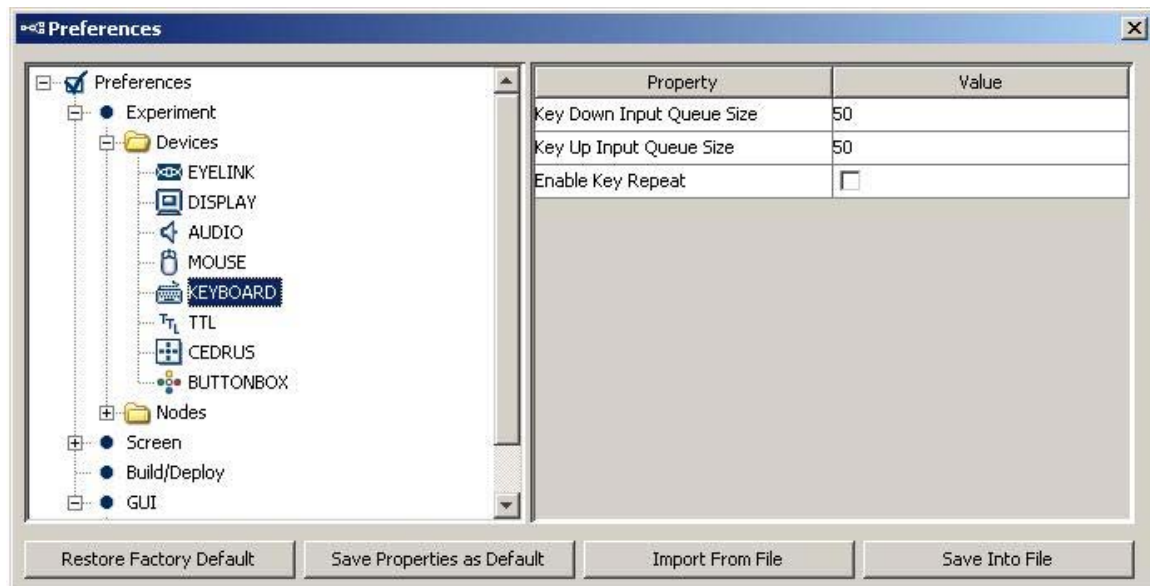 Preferences
Preferences
Experiment
Devices
EYELINK
DISPLAY
AUDIO
MOUSE
KEYBOARD
TTL TTL
CEDRUS
BUTTONBOX
Nodes
Screen
Build/Deploy
GUI
Property Value
Key Down Input Queue Size 50
Key Up Input Queue Size 50
Enable Key Repeat
Restore Factory Default Save Properties as Default Import From File Save Into File